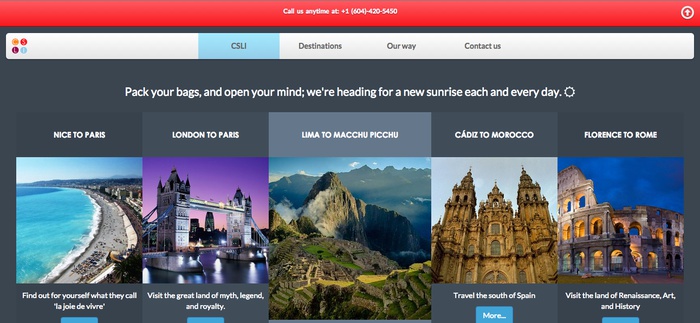 Call us anytime at: +1 (604)-420-5450
CSLI
Destinations
Our way
Contact us
Pack your bags, and open your mind; we're heading for a new sunrise each and every day.
NICE TO PARIS
LONDON TO PARIS
LIMA TO MACCHU PICCHU
CÁDIZ TO MOROCCO
FLORENCE TO ROME
Find out for yourself what they call
'la joie de vivre'
Visit the great land of myth, legend,
and royalty.
Travel the south of Spain
More...
Visit the land of Renaissance, Art,
and History